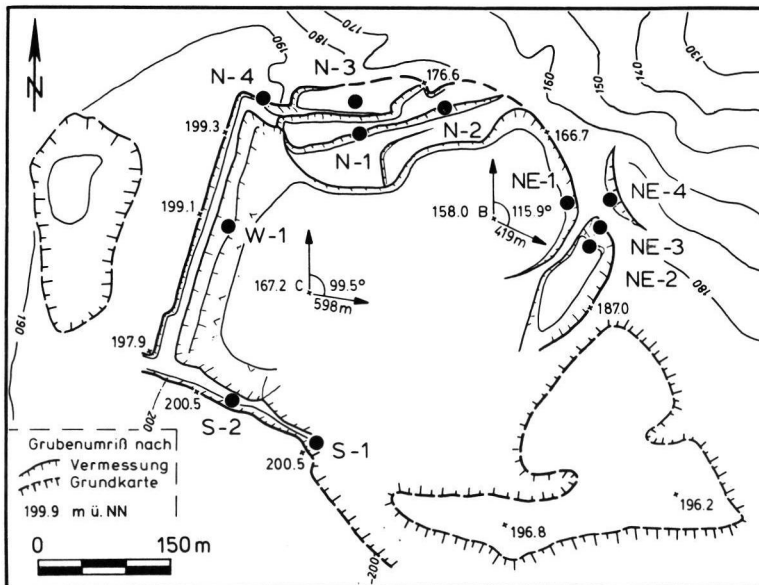 190
180
170
160
150
140
130
N
N-4
N-3
176.6
199.3
N-1
N-2
166.7
NE-1
NE-4
158.0 B 115.9°
419m
199.1
W-1
NE-3
NE-2
180
167.2 C 99.5°
598m
187.0
190
197.9
200.5
200
S-2
S-1
200.5
Grubenumriß nach
Vermessung
Grundkarte
199.9 m ü. NN
196.2
196.8
0 150 m
200